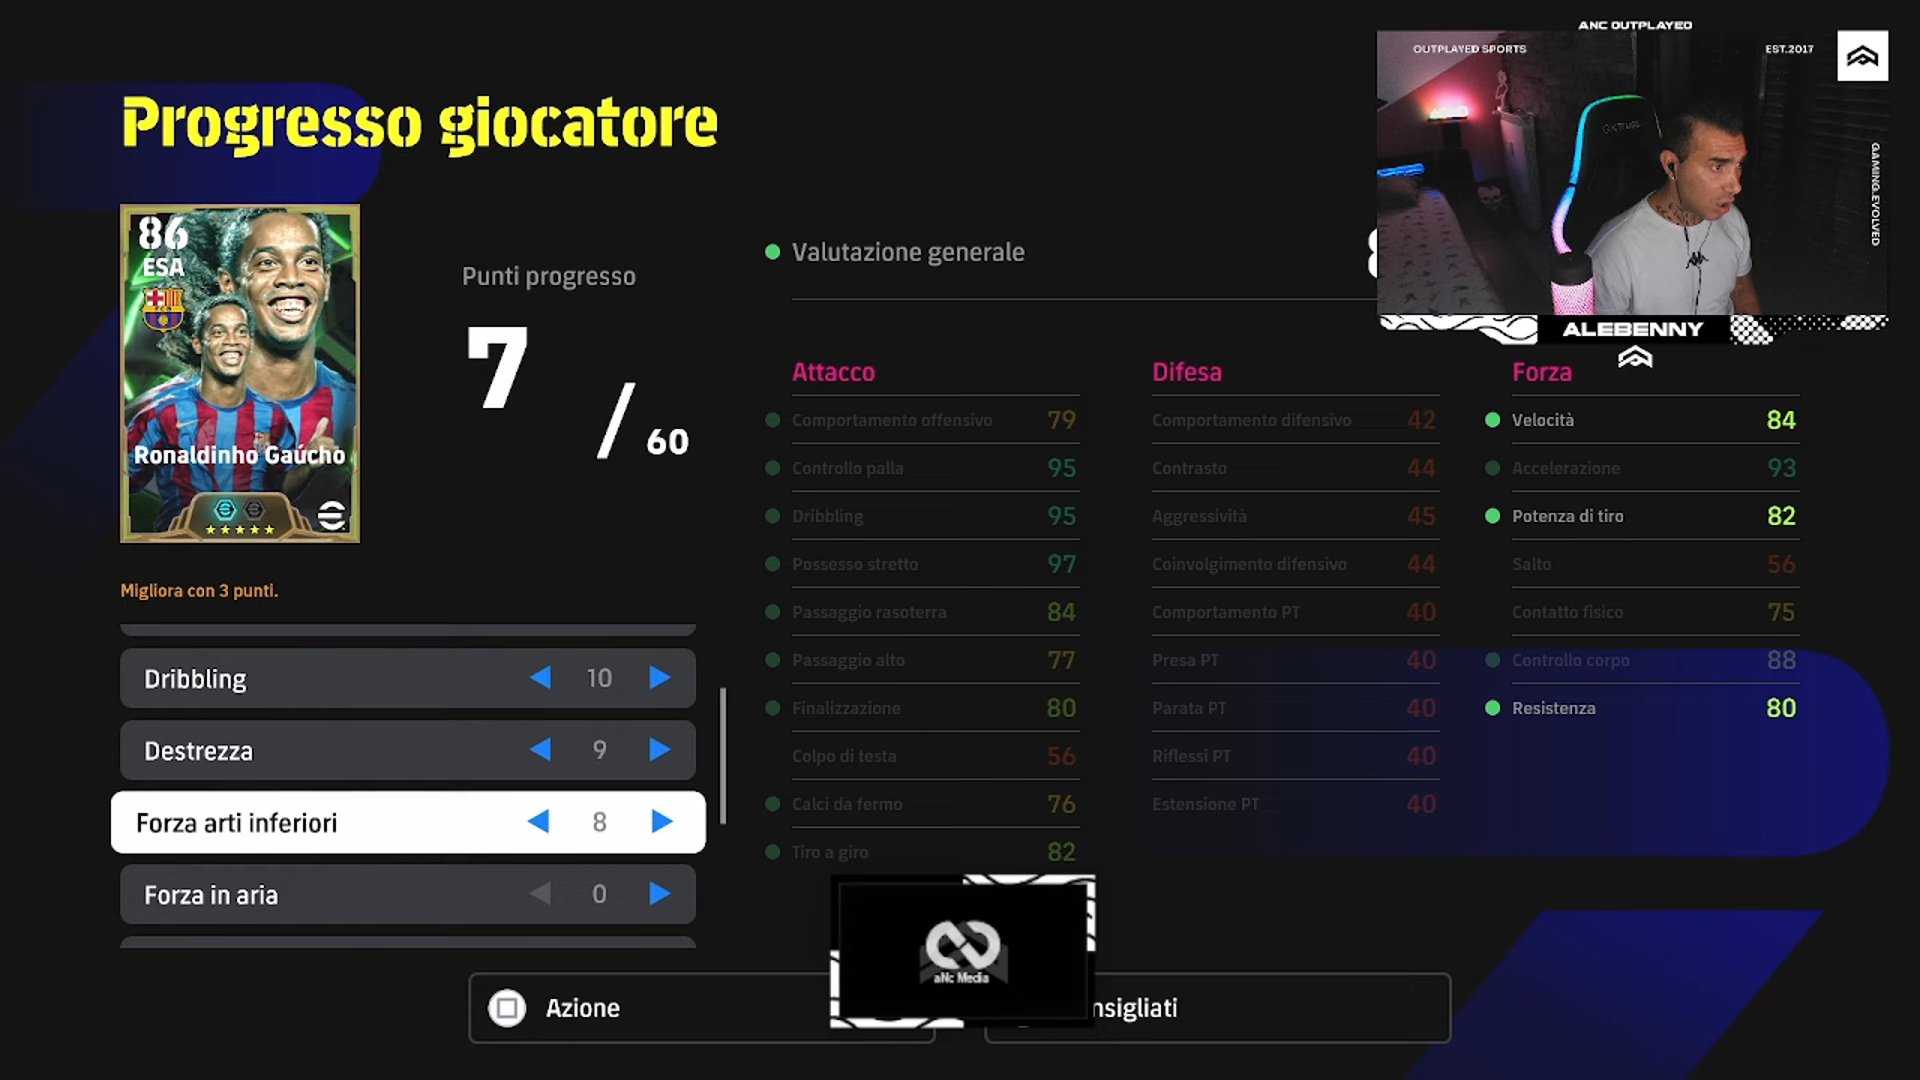 ANC OUTPLAYED
OUTPLAYED SPORTS
EST.2017
GAMING.EVOLVED
ALEBENNY
Progresso giocatore
86
ESA
Ronaldinho Gaúcho
Punti progresso
7 / 60
Migliora con 3 punti.
Dribbling 10
Destrezza 9
Forza arti inferiori 8
Forza in aria 0
Valutazione generale
Attacco
Comportamento offensivo 79
Controllo palla 95
Dribbling 95
Possesso stretto 97
Passaggio rasoterra 84
Passaggio alto 77
Finalizzazione 80
Colpo di testa 56
Calci da fermo 76
Tiro a giro 82
Difesa
Comportamento difensivo 42
Contrasto 44
Aggressività 45
Coinvolgimento difensivo 44
Comportamento PT 40
Presa PT 40
Parata PT 40
Riflessi PT 40
Estensione PT 40
Forza
Velocità 84
Accelerazione 93
Potenza di tiro 82
Salto 56
Contatto fisico 75
Controllo corpo 88
Resistenza 80
aNc Media
Azione
nsigliati